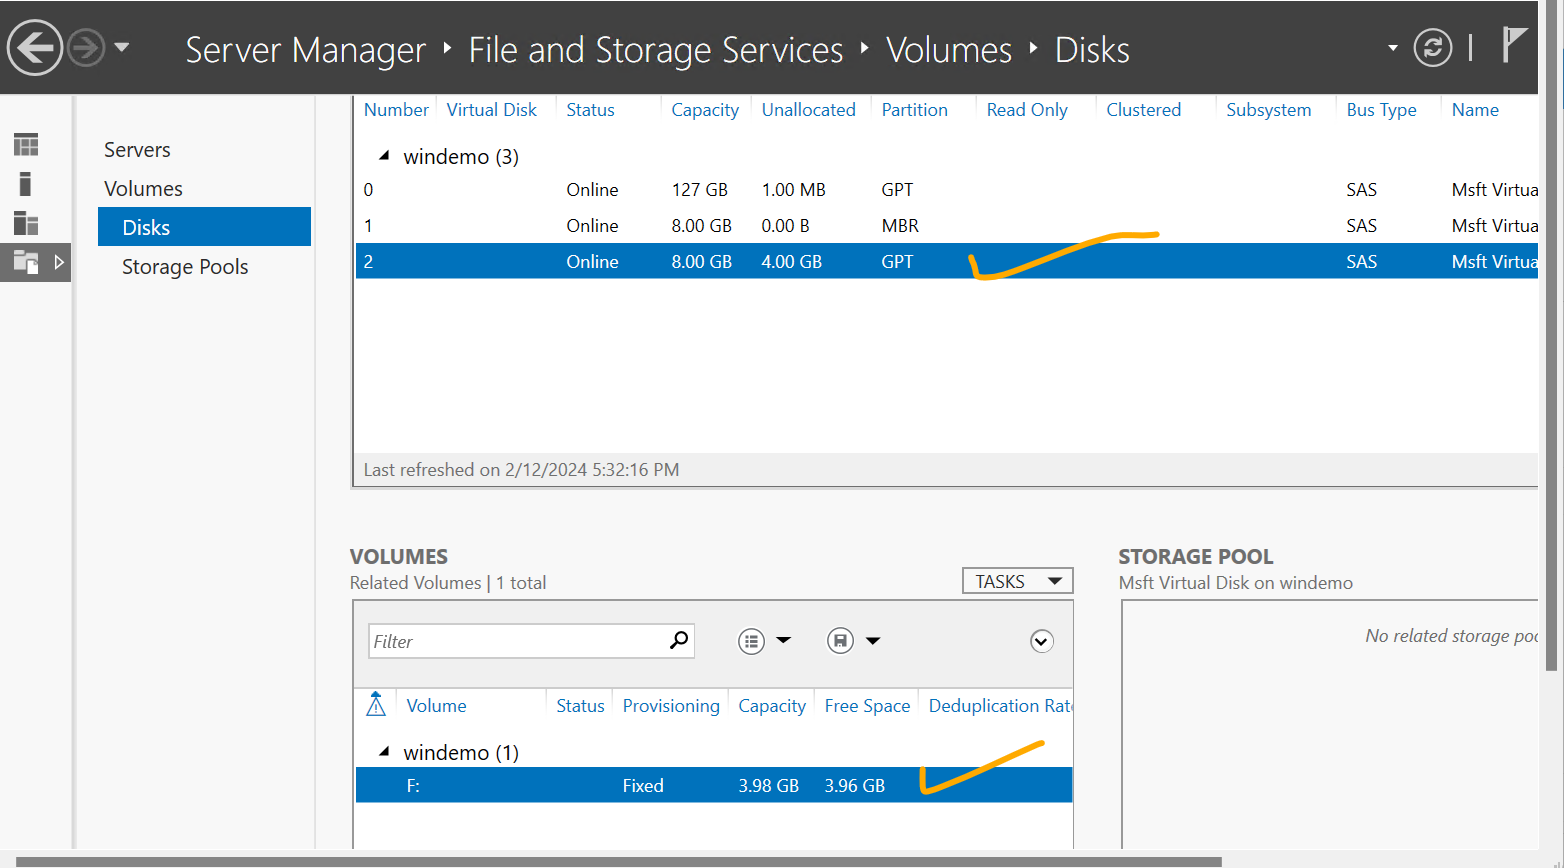 Server Manager ‣ File and Storage Services ‣ Volumes ‣ Disks
Servers
Volumes
Disks
Storage Pools
Number Virtual Disk Status Capacity Unallocated Partition Read Only Clustered Subsystem Bus Type Name
windemo (3)
0 Online 127 GB 1.00 MB GPT SAS Msft Virtua
1 Online 8.00 GB 0.00 B MBR SAS Msft Virtua
2 Online 8.00 GB 4.00 GB GPT SAS Msft Virtua
Last refreshed on 2/12/2024 5:32:16 PM
VOLUMES
Related Volumes | 1 total
TASKS
Filter
Volume Status Provisioning Capacity Free Space Deduplication Rate
windemo (1)
F: Fixed 3.98 GB 3.96 GB
STORAGE POOL
Msft Virtual Disk on windemo
No related storage poo